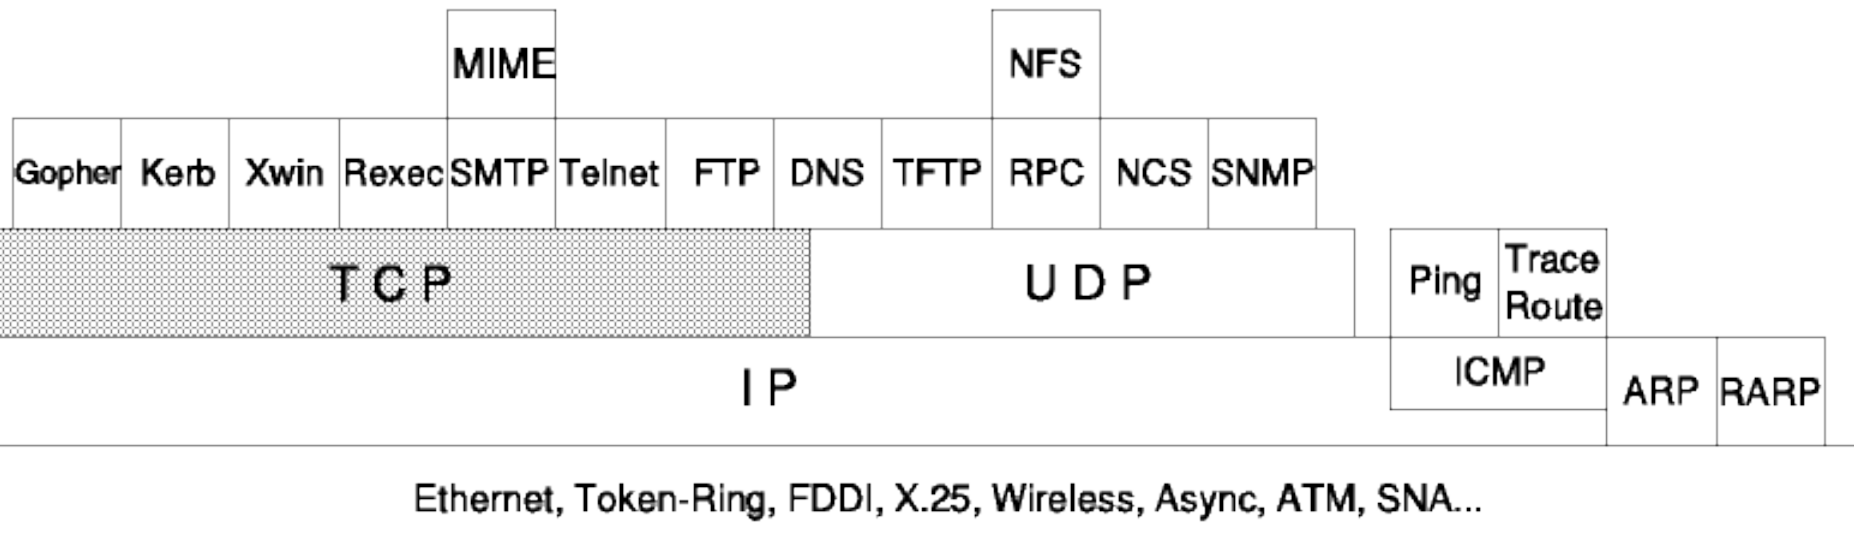 MIME NFS
Gopher Kerb Xwin Rexec SMTP Telnet FTP DNS TFTP RPC NCS SNMP
T C P U D P Ping Trace Route
I P ICMP ARP RARP
Ethernet, Token-Ring, FDDI, X.25, Wireless, Async, ATM, SNA...